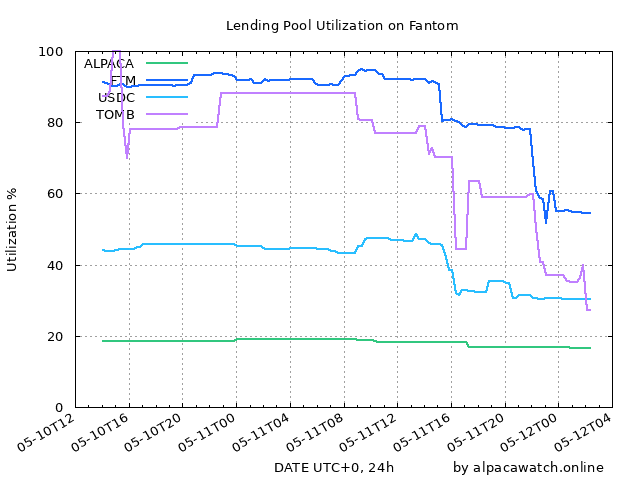 Lending Pool Utilization on Fantom
ALPACA
FTM
USDC
TOMB
100
80
60
40
20
0
Utilization %
05-10T12
05-10T16
05-10T20
05-11T00
05-11T04
05-11T08
05-11T12
05-11T16
05-11T20
05-12T00
05-12T04
DATE UTC+0, 24h
by alpacawatch.online